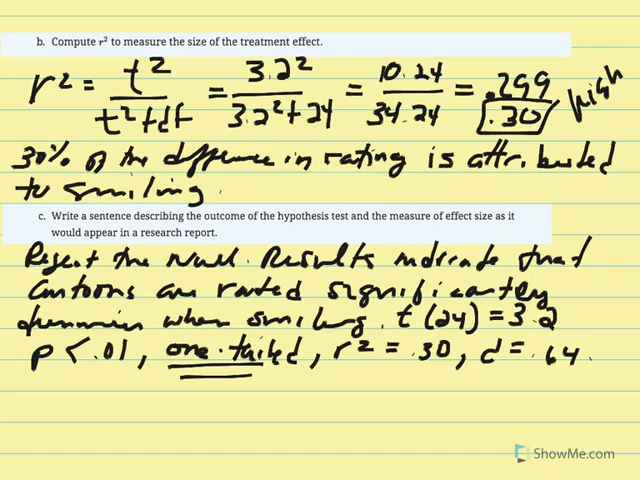 b. Compute r² to measure the size of the treatment effect.
r² = t² / t² + df = 3.2² / 3.2² + 24 = 10.24 / 34.24 = .299 .30 high
30% of the difference in rating is attributed
to smiling.
c. Write a sentence describing the outcome of the hypothesis test and the measure of effect size as it
would appear in a research report.
Reject the null. Results indicate that
Cartoons are rated significantly
funnier when smiling. t(24) = 3.2
p < .01, one-tailed, r² = .30, d = .64.
ShowMe.com